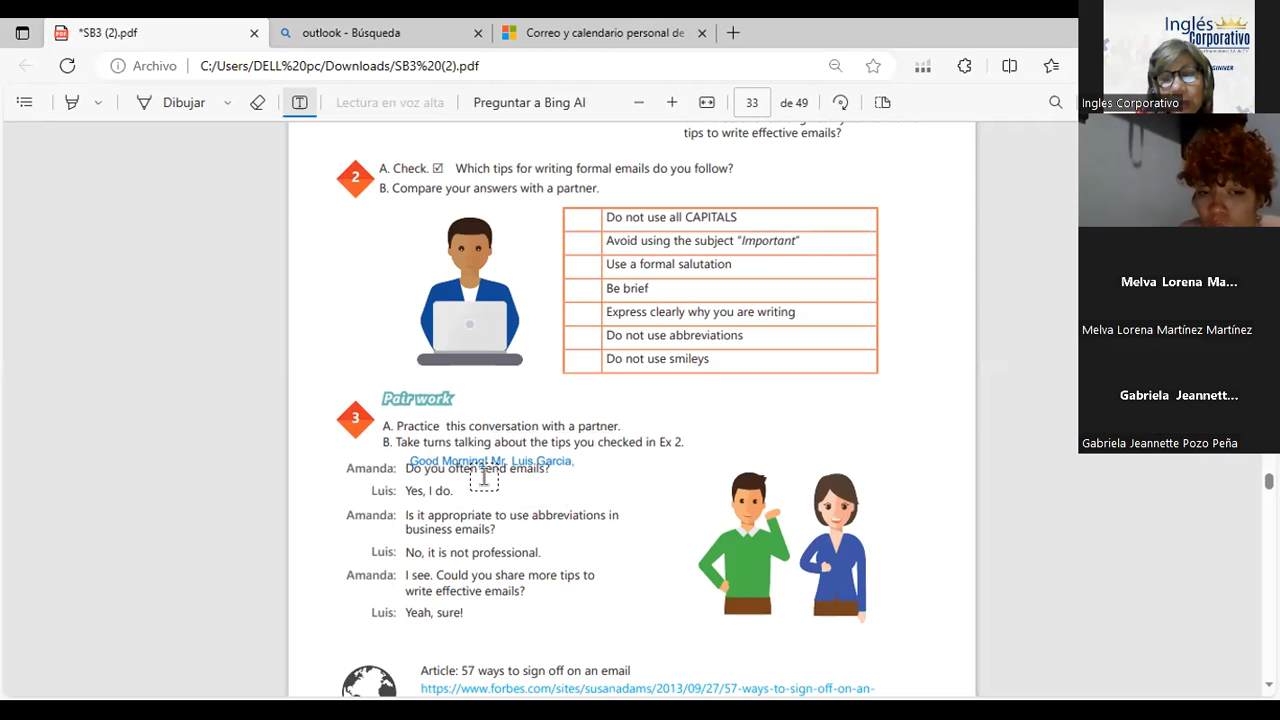 *SB3 (2).pdf
outlook - Búsqueda
Correo y calendario personal de
Archivo
C:/Users/DELL%20pc/Downloads/SB3%20(2).pdf
Dibujar
Lectura en voz alta
Preguntar a Bing AI
33
de 49
tips to write effective emails?
2
A. Check. ☑ Which tips for writing formal emails do you follow?
B. Compare your answers with a partner.
Do not use all CAPITALS
Avoid using the subject “Important”
Use a formal salutation
Be brief
Express clearly why you are writing
Do not use abbreviations
Do not use smileys
Pair work
3
A. Practice this conversation with a partner.
B. Take turns talking about the tips you checked in Ex 2.
Good Morning! Mr. Luis Garcia,
Amanda: Do you often send emails?
Luis: Yes, I do.
Amanda: Is it appropriate to use abbreviations in
business emails?
Luis: No, it is not professional.
Amanda: I see. Could you share more tips to
write effective emails?
Luis: Yeah, sure!
Article: 57 ways to sign off on an email
https://www.forbes.com/sites/susanadams/2013/09/27/57-ways-to-sign-off-on-an-
Inglés
Corporativo
Inglés Corporativo
Melva Lorena Ma...
Melva Lorena Martínez Martínez
Gabriela Jeannett...
Gabriela Jeannette Pozo Peña